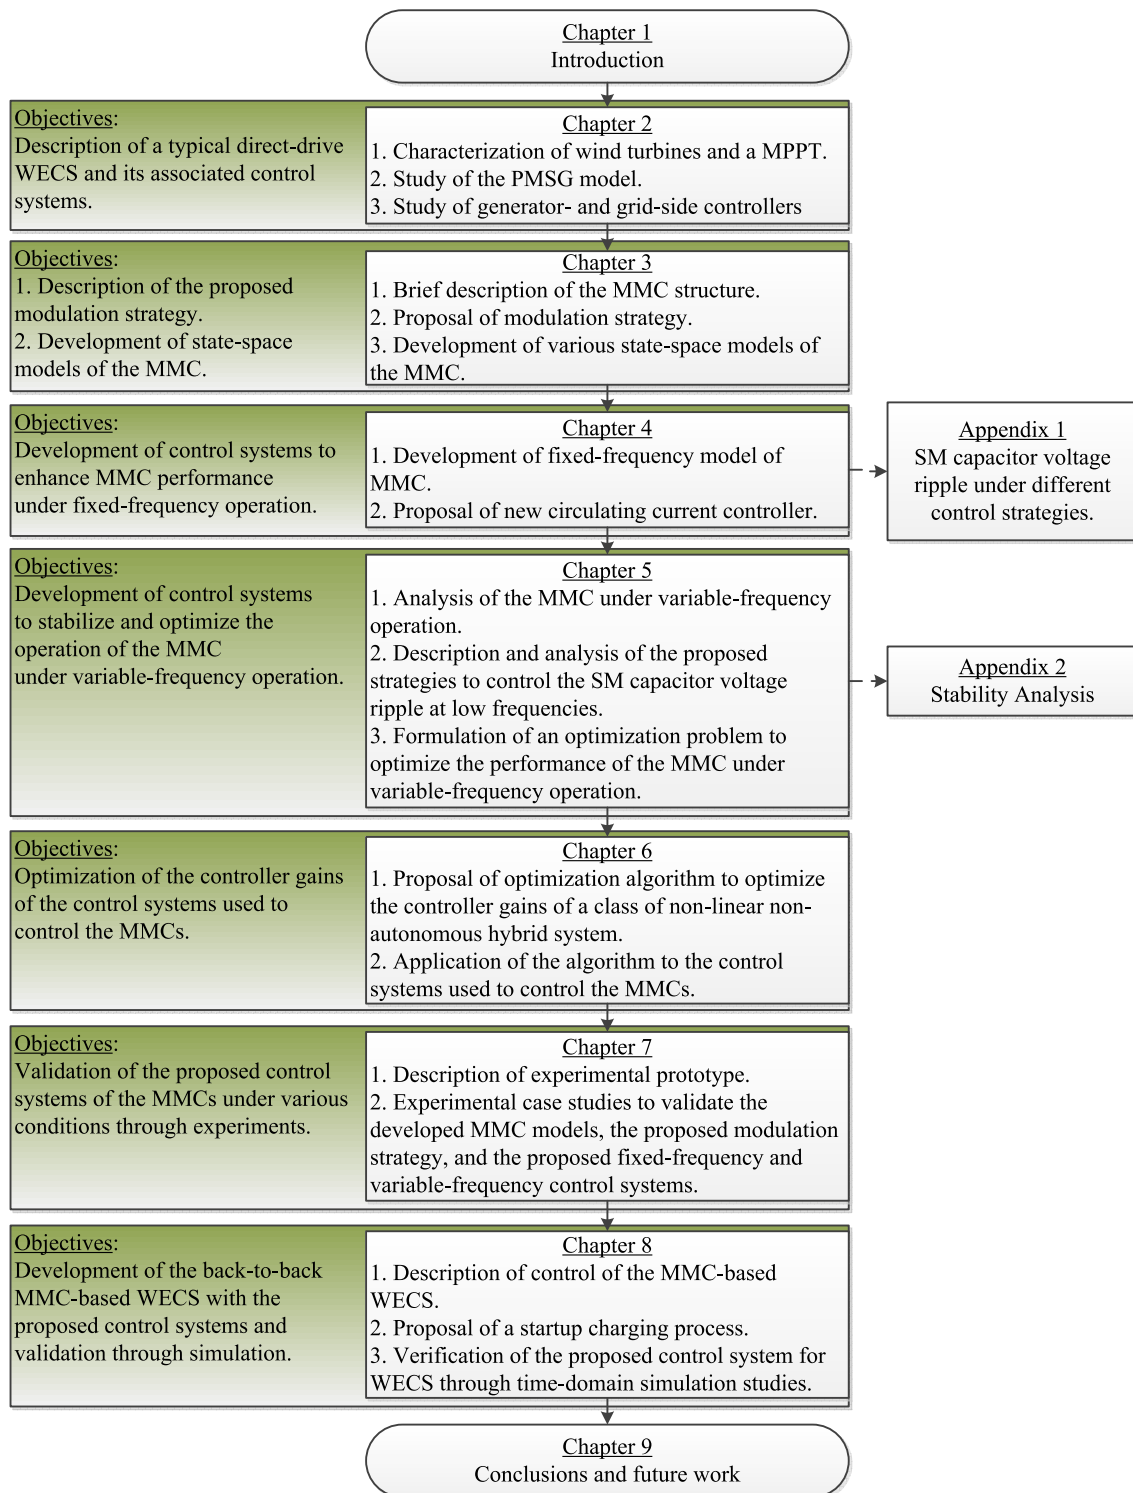 Chapter 1
Introduction
Objectives:
Description of a typical direct-drive
WECS and its associated control
systems.
Chapter 2
1. Characterization of wind turbines and a MPPT.
2. Study of the PMSG model.
3. Study of generator- and grid-side controllers
Objectives:
1. Description of the proposed
modulation strategy.
2. Development of state-space
models of the MMC.
Chapter 3
1. Brief description of the MMC structure.
2. Proposal of modulation strategy.
3. Development of various state-space models of
the MMC.
Objectives:
Development of control systems to
enhance MMC performance
under fixed-frequency operation.
Chapter 4
1. Development of fixed-frequency model of
MMC.
2. Proposal of new circulating current controller.
Appendix 1
SM capacitor voltage
ripple under different
control strategies.
Objectives:
Development of control systems
to stabilize and optimize the
operation of the MMC
under variable-frequency operation.
Chapter 5
1. Analysis of the MMC under variable-frequency
operation.
2. Description and analysis of the proposed
strategies to control the SM capacitor voltage
ripple at low frequencies.
3. Formulation of an optimization problem to
optimize the performance of the MMC under
variable-frequency operation.
Appendix 2
Stability Analysis
Objectives:
Optimization of the controller gains
of the control systems used to
control the MMCs.
Chapter 6
1. Proposal of optimization algorithm to optimize
the controller gains of a class of non-linear non-
autonomous hybrid system.
2. Application of the algorithm to the control
systems used to control the MMCs.
Objectives:
Validation of the proposed control
systems of the MMCs under various
conditions through experiments.
Chapter 7
1. Description of experimental prototype.
2. Experimental case studies to validate the
developed MMC models, the proposed modulation
strategy, and the proposed fixed-frequency and
variable-frequency control systems.
Objectives:
Development of the back-to-back
MMC-based WECS with the
proposed control systems and
validation through simulation.
Chapter 8
1. Description of control of the MMC-based
WECS.
2. Proposal of a startup charging process.
3. Verification of the proposed control system for
WECS through time-domain simulation studies.
Chapter 9
Conclusions and future work